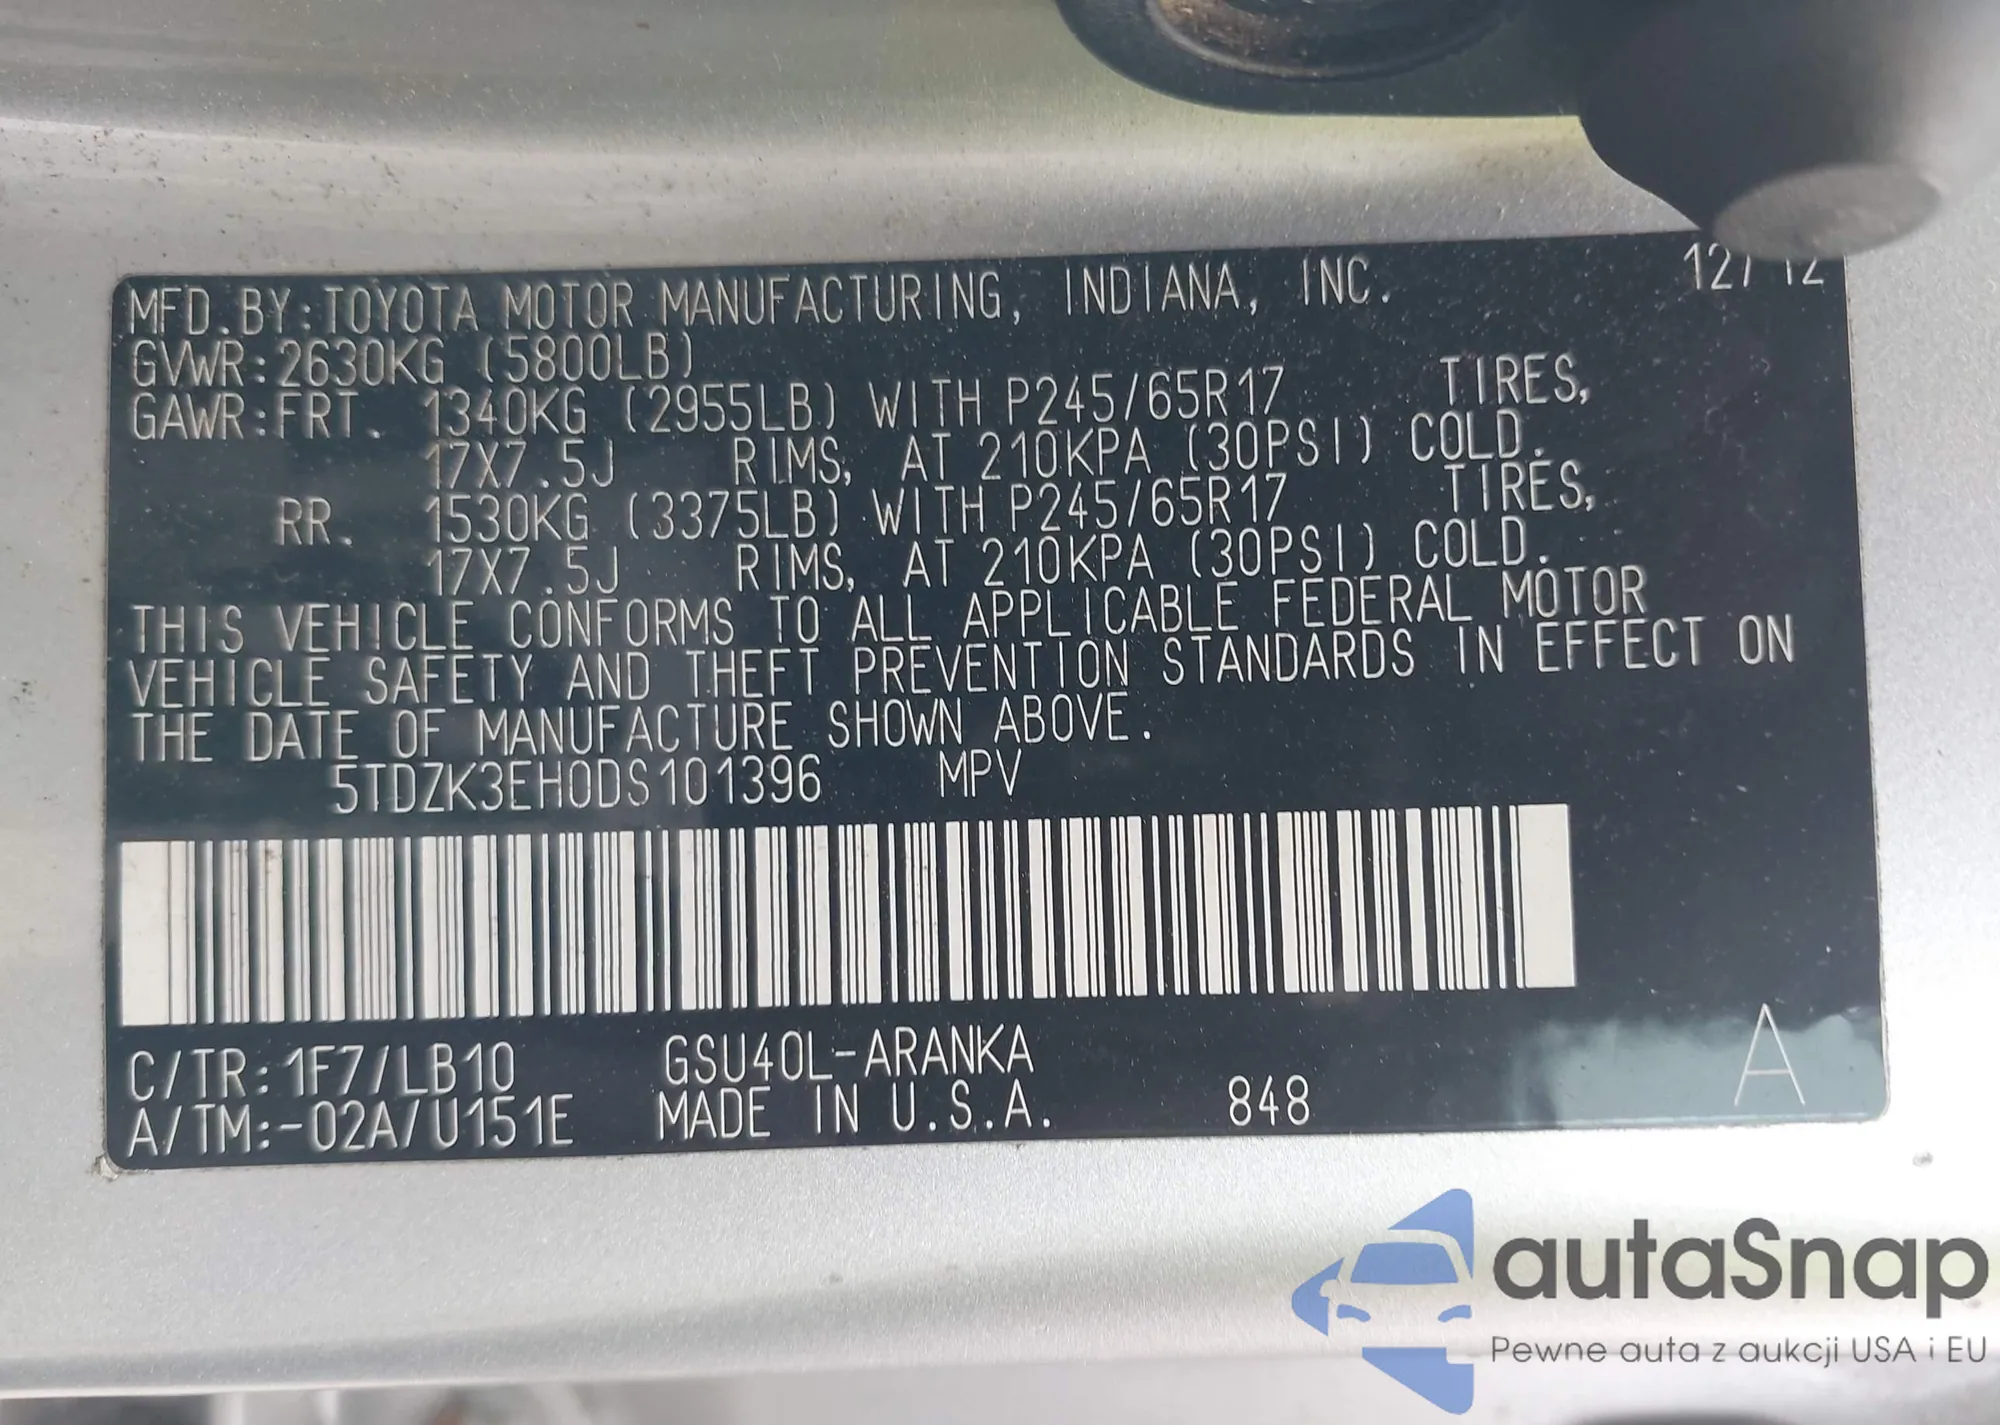 12/12
MFD.BY:TOYOTA MOTOR MANUFACTURING, INDIANA, INC.
GVWR:2630KG (5800LB)
GAWR:FRT. 1340KG (2955LB) WITH P245/65R17 TIRES,
17X7.5J RIMS, AT 210KPA (30PSI) COLD.
RR. 1530KG (3375LB) WITH P245/65R17 TIRES,
17X7.5J RIMS, AT 210KPA (30PSI) COLD.
THIS VEHICLE CONFORMS TO ALL APPLICABLE FEDERAL MOTOR
VEHICLE SAFETY AND THEFT PREVENTION STANDARDS IN EFFECT ON
THE DATE OF MANUFACTURE SHOWN ABOVE.
5TDZK3EH0DS101396 MPV
C/TR:1F7/LB10 GSU40L-ARANKA
A/TM:-02A/U151E MADE IN U.S.A. 848 A
autaSnap
Pewne auta z aukcji USA i EU